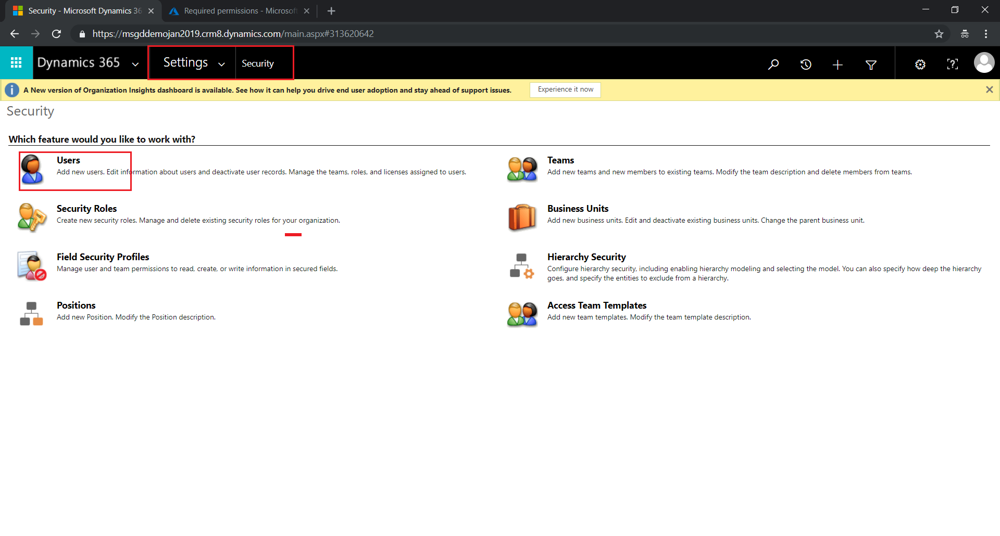 Security - Microsoft Dynamics 36
Required permissions - Microsof
https://msgddemojan2019.crm8.dynamics.com/main.aspx#313620642
Dynamics 365
Settings
Security
A New version of Organization Insights dashboard is available. See how it can help you drive end user adoption and stay ahead of support issues.
Experience it now
Security
Which feature would you like to work with?
Users
Add new users. Edit information about users and deactivate user records. Manage the teams, roles, and licenses assigned to users.
Teams
Add new teams and new members to existing teams. Modify the team description and delete members from teams.
Security Roles
Create new security roles. Manage and delete existing security roles for your organization.
Business Units
Add new business units. Edit and deactivate existing business units. Change the parent business unit.
Field Security Profiles
Manage user and team permissions to read, create, or write information in secured fields.
Hierarchy Security
Configure hierarchy security, including enabling hierarchy modeling and selecting the model. You can also specify how deep the hierarchy
goes, and specify the entities to exclude from a hierarchy.
Positions
Add new Position. Modify the Position description.
Access Team Templates
Add new team templates. Modify the team template description.